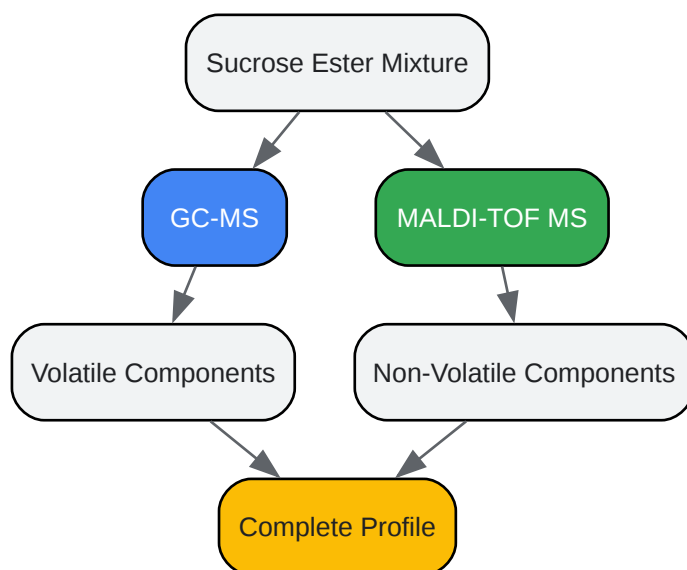 Sucrose Ester Mixture
GC-MS
MALDI-TOF MS
Volatile Components
Non-Volatile Components
Complete Profile